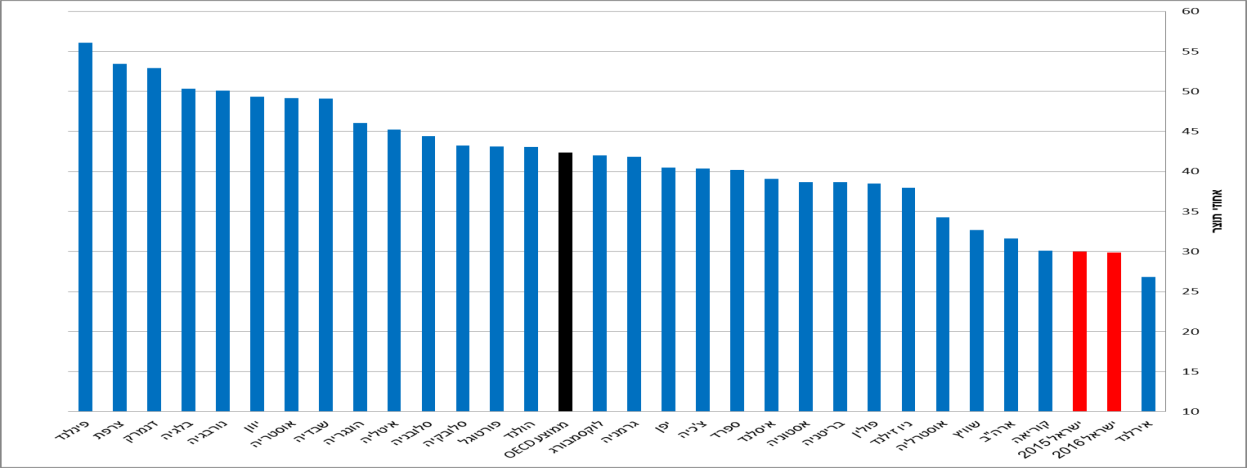 60
55
50
45
40
35
30
25
20
15
10
אחוזי תוצר
אירלנד
ישראל 2016
ישראל 2015
קוריאה
ארה"ב
שוויץ
אוסטרליה
ניו זילנד
פולין
בריטניה
אסטוניה
איסלנד
ספרד
צ'כיה
יפן
גרמניה
לוקסמבורג
ממוצע OECD
הולנד
פורטוגל
סלובקיה
סלובניה
איטליה
הונגריה
שבדיה
אוסטריה
יוון
נורבגיה
בלגיה
דנמרק
צרפת
פינלנד